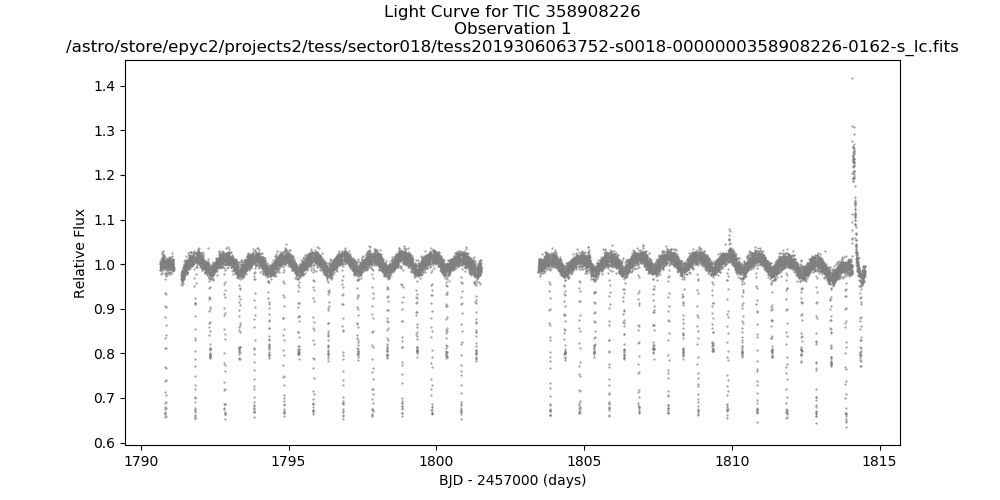 Light Curve for TIC 358908226
Observation 1
/astro/store/epyc2/projects2/tess/sector018/tess2019306063752-s0018-0000000358908226-0162-s_lc.fits
1.4
1.3
1.2
1.1
1.0
0.9
0.8
0.7
0.6
Relative Flux
1790 1795 1800 1805 1810 1815
BJD - 2457000 (days)